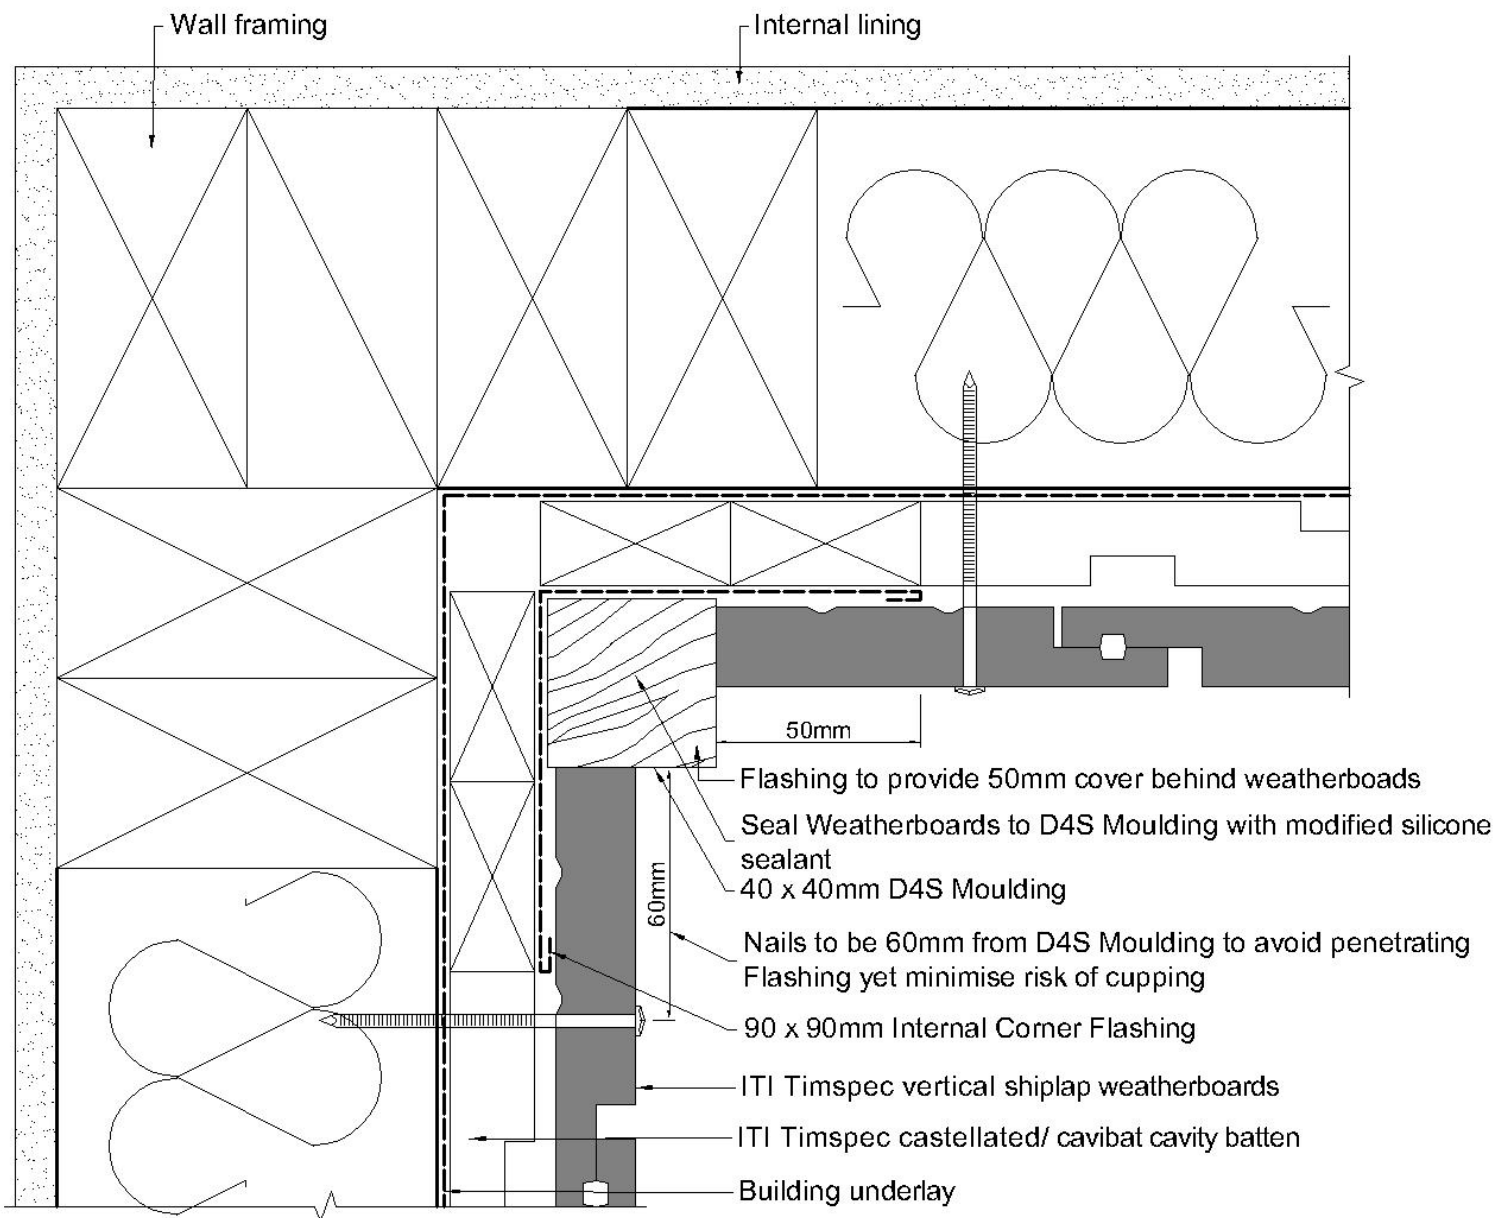 Wall framing
Internal lining
50mm
Flashing to provide 50mm cover behind weatherboads
Seal Weatherboards to D4S Moulding with modified silicone
sealant
40 x 40mm D4S Moulding
60mm
Nails to be 60mm from D4S Moulding to avoid penetrating
Flashing yet minimise risk of cupping
90 x 90mm Internal Corner Flashing
ITI Timspec vertical shiplap weatherboards
ITI Timspec castellated/ cavibat cavity batten
Building underlay